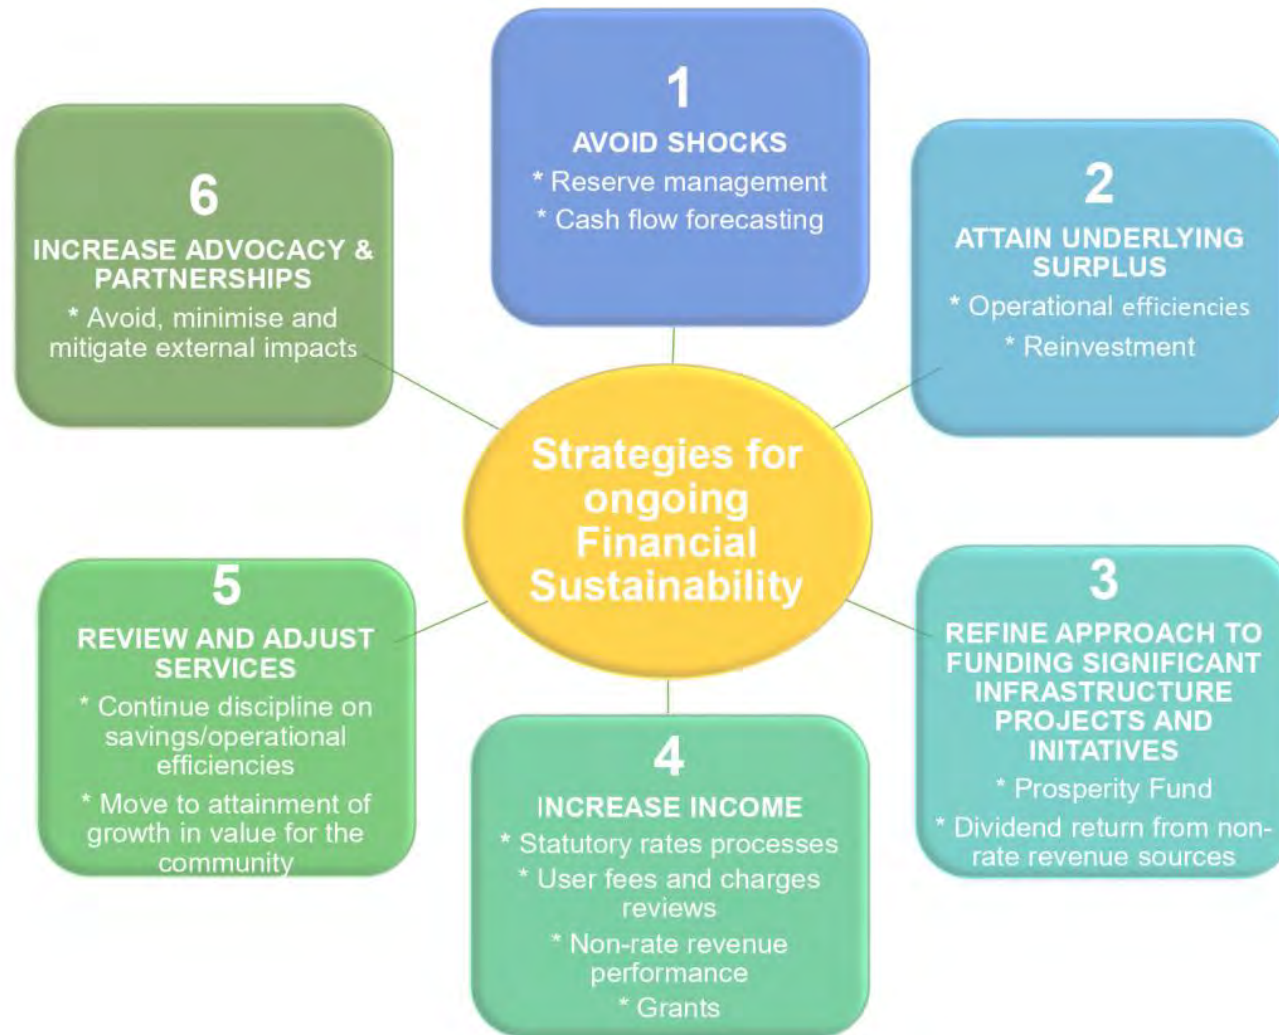 1
AVOID SHOCKS
* Reserve management
* Cash flow forecasting
2
ATTAIN UNDERLYING
SURPLUS
* Operational efficiencies
* Reinvestment
3
REFINE APPROACH TO
FUNDING SIGNIFICANT
INFRASTRUCTURE
PROJECTS AND
INITATIVES
* Prosperity Fund
* Dividend return from non-
rate revenue sources
4
INCREASE INCOME
* Statutory rates processes
* User fees and charges
reviews
* Non-rate revenue
performance
* Grants
5
REVIEW AND ADJUST
SERVICES
* Continue discipline on
savings/operational
efficiencies
* Move to attainment of
growth in value for the
community
6
INCREASE ADVOCACY &
PARTNERSHIPS
* Avoid, minimise and
mitigate external impacts
Strategies for
ongoing
Financial
Sustainability